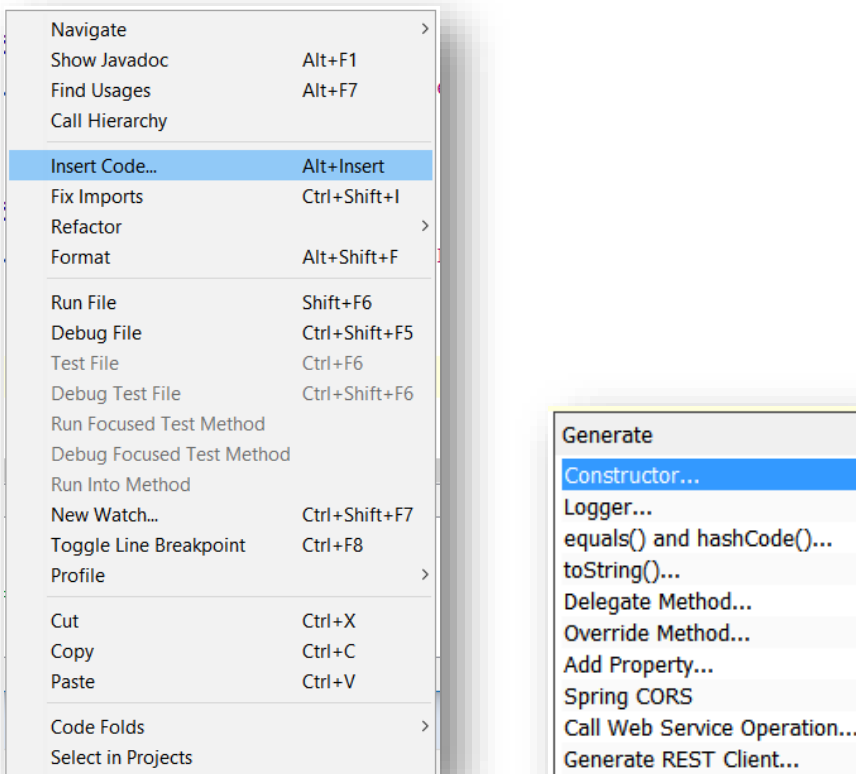 Navigate >
Show Javadoc Alt+F1
Find Usages Alt+F7
Call Hierarchy
Insert Code... Alt+Insert
Fix Imports Ctrl+Shift+I
Refactor >
Format Alt+Shift+F
Run File Shift+F6
Debug File Ctrl+Shift+F5
Test File Ctrl+F6
Debug Test File Ctrl+Shift+F6
Run Focused Test Method
Debug Focused Test Method
Run Into Method
New Watch... Ctrl+Shift+F7
Toggle Line Breakpoint Ctrl+F8
Profile >
Cut Ctrl+X
Copy Ctrl+C
Paste Ctrl+V
Code Folds >
Select in Projects
Generate
Constructor...
Logger...
equals() and hashCode()...
toString()...
Delegate Method...
Override Method...
Add Property...
Spring CORS
Call Web Service Operation...
Generate REST Client...